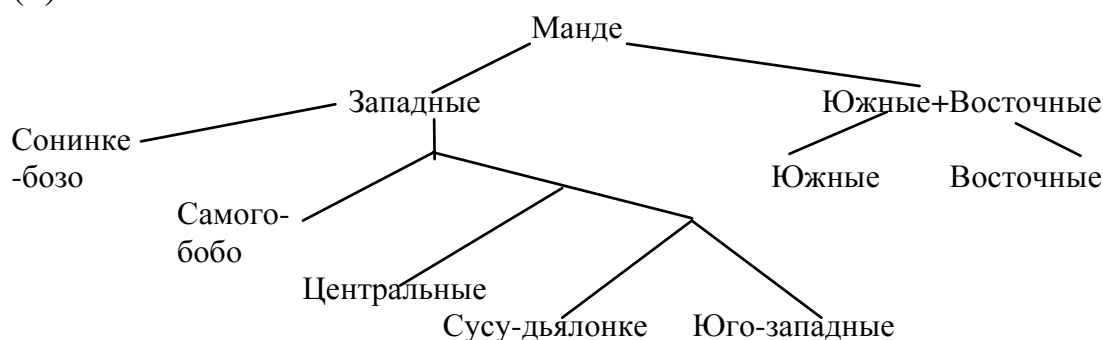 Манде
Западные
Южные+Восточные
Сонинке
-бозо
Южные
Восточные
Самого-
бобо
Центральные
Сусу-дьялонке
Юго-западные